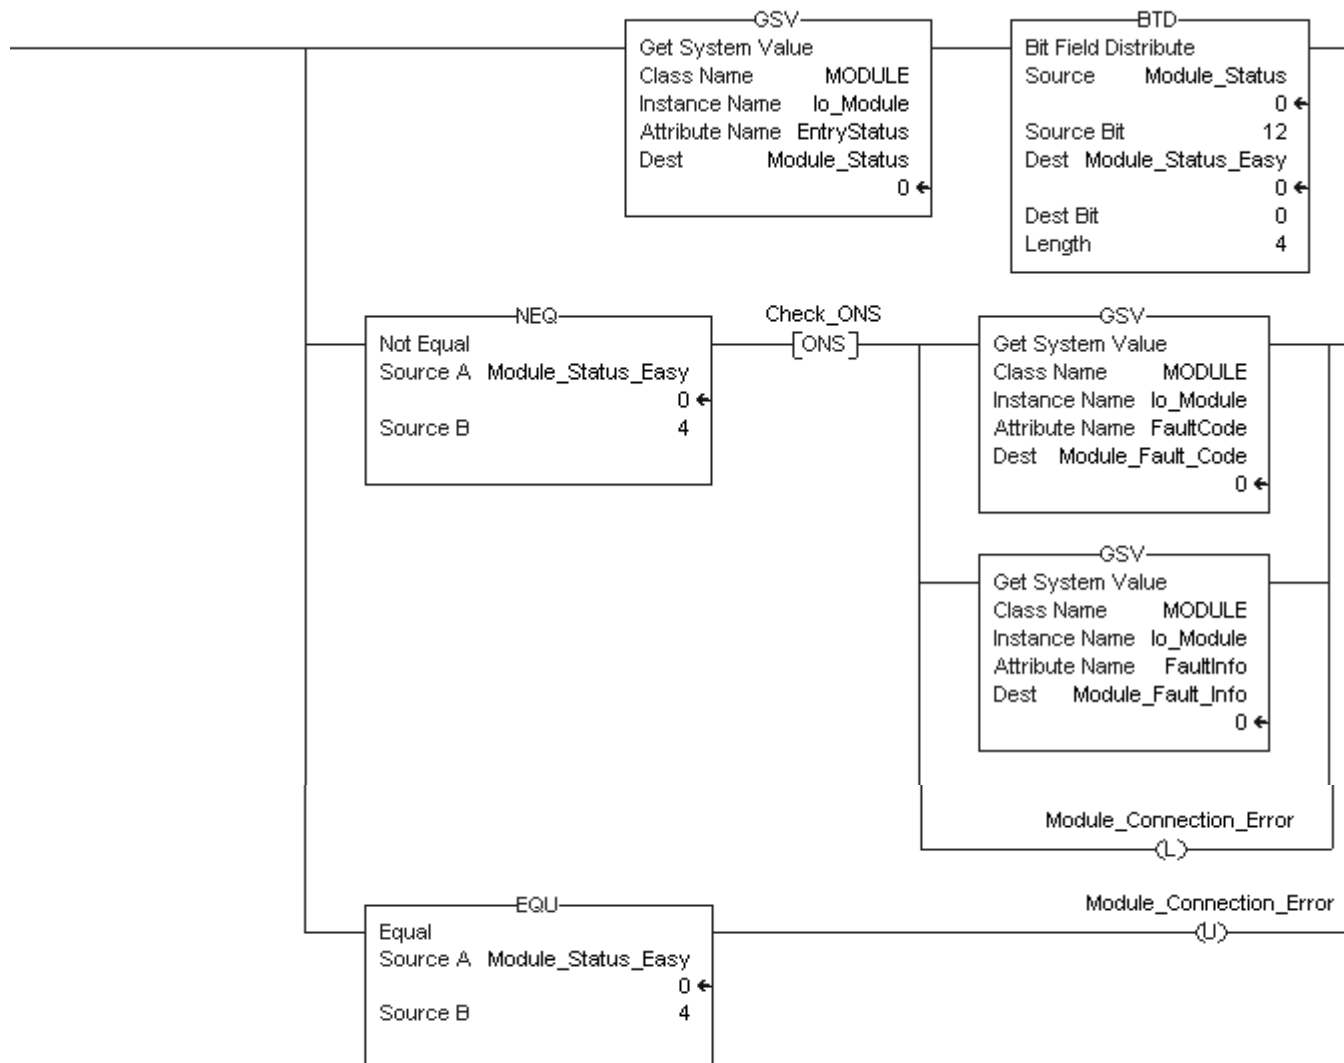 GSV
Get System Value
Class Name MODULE
Instance Name Io_Module
Attribute Name EntryStatus
Dest Module_Status
0
BTD
Bit Field Distribute
Source Module_Status
0
Source Bit 12
Dest Module_Status_Easy
0
Dest Bit 0
Length 4
NEQ
Not Equal
Source A Module_Status_Easy
0
Source B 4
Check_ONS
ONS
GSV
Get System Value
Class Name MODULE
Instance Name Io_Module
Attribute Name FaultCode
Dest Module_Fault_Code
0
GSV
Get System Value
Class Name MODULE
Instance Name Io_Module
Attribute Name FaultInfo
Dest Module_Fault_Info
0
Module_Connection_Error
L
EQU
Equal
Source A Module_Status_Easy
0
Source B 4
Module_Connection_Error
U